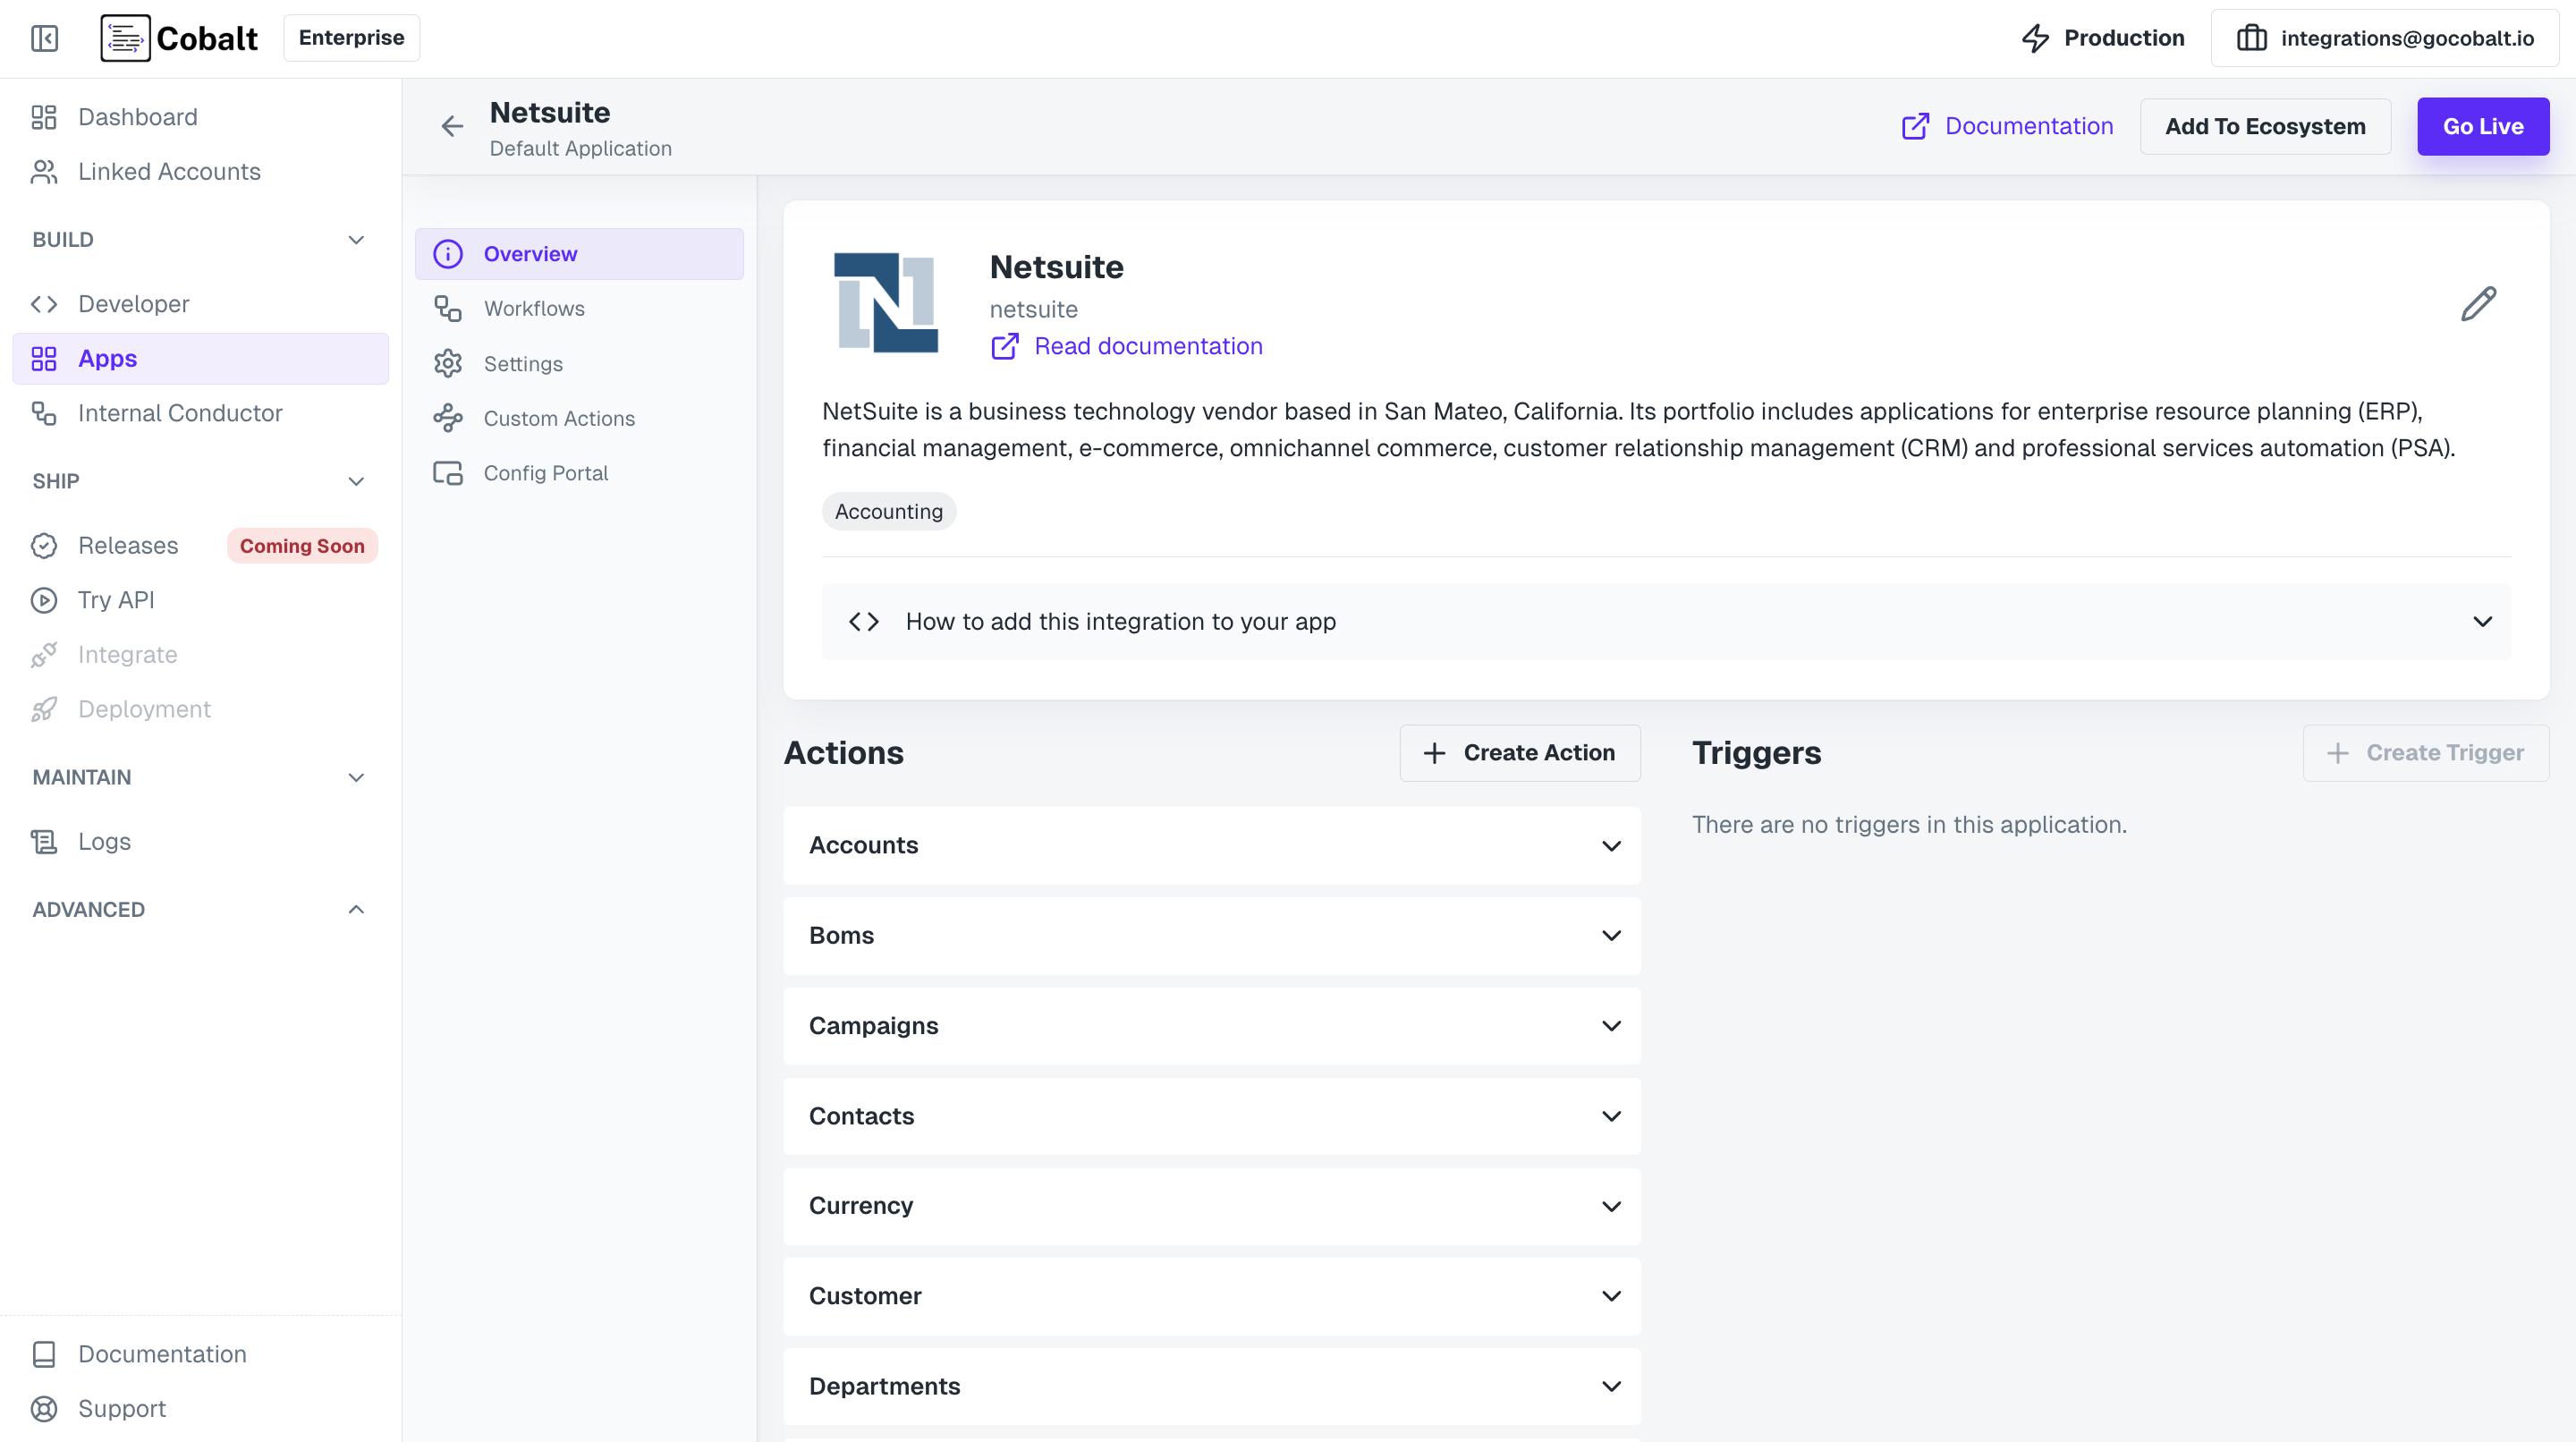 Cobalt
Enterprise
Production
integrations@gocobalt.io
Dashboard
Linked Accounts
BUILD
Developer
Apps
Internal Conductor
SHIP
Releases
Coming Soon
Try API
Integrate
Deployment
MAINTAIN
Logs
ADVANCED
Documentation
Support
Netsuite
Default Application
Documentation
Add To Ecosystem
Go Live
Overview
Workflows
Settings
Custom Actions
Config Portal
Netsuite
netsuite
Read documentation
NetSuite is a business technology vendor based in San Mateo, California. Its portfolio includes applications for enterprise resource planning (ERP),
financial management, e-commerce, omnichannel commerce, customer relationship management (CRM) and professional services automation (PSA).
Accounting
How to add this integration to your app
Actions
Create Action
Accounts
Boms
Campaigns
Contacts
Currency
Customer
Departments
Triggers
Create Trigger
There are no triggers in this application.